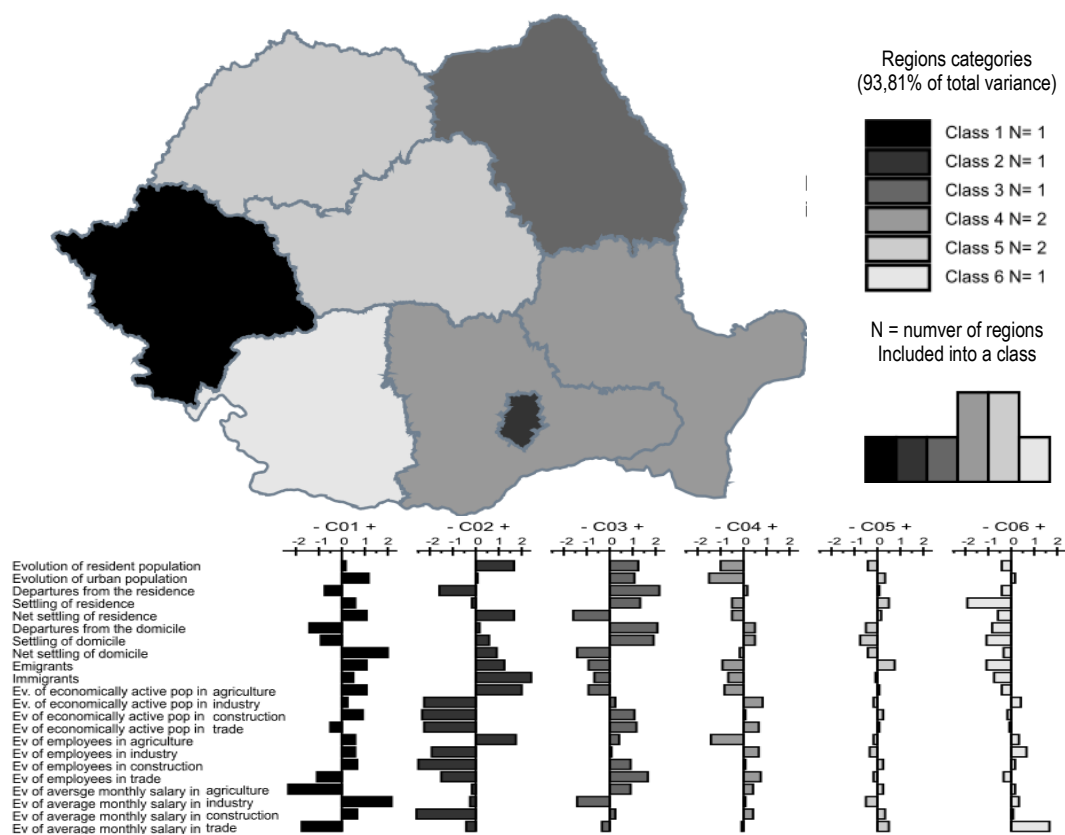 Regions categories
(93,81% of total variance)
Class 1 N= 1
Class 2 N= 1
Class 3 N= 1
Class 4 N= 2
Class 5 N= 2
Class 6 N= 1
N = numver of regions
Included into a class
- C01 +
-2 -1 0 1 2
- C02 +
-2 -1 0 1 2
- C03 +
-2 -1 0 1 2
- C04 +
-2 -1 0 1 2
- C05 +
-2 -1 0 1 2
- C06 +
-2 -1 0 1 2
Evolution of resident population
Evolution of urban population
Departures from the residence
Settling of residence
Net settling of residence
Departures from the domicile
Settling of domicile
Net settling of domicile
Emigrants
Immigrants
Ev. of economically active pop in agriculture
Ev. of economically active pop in industry
Ev of economically active pop in construction
Ev of economically active pop in trade
Ev of employees in agriculture
Ev of employees in industry
Ev of employees in construction
Ev of employees in trade
Ev of aversge monthly salary in agriculture
Ev of average monthly salary in industry
Ev of average monthly salary in construction
Ev of average monthly salary in trade